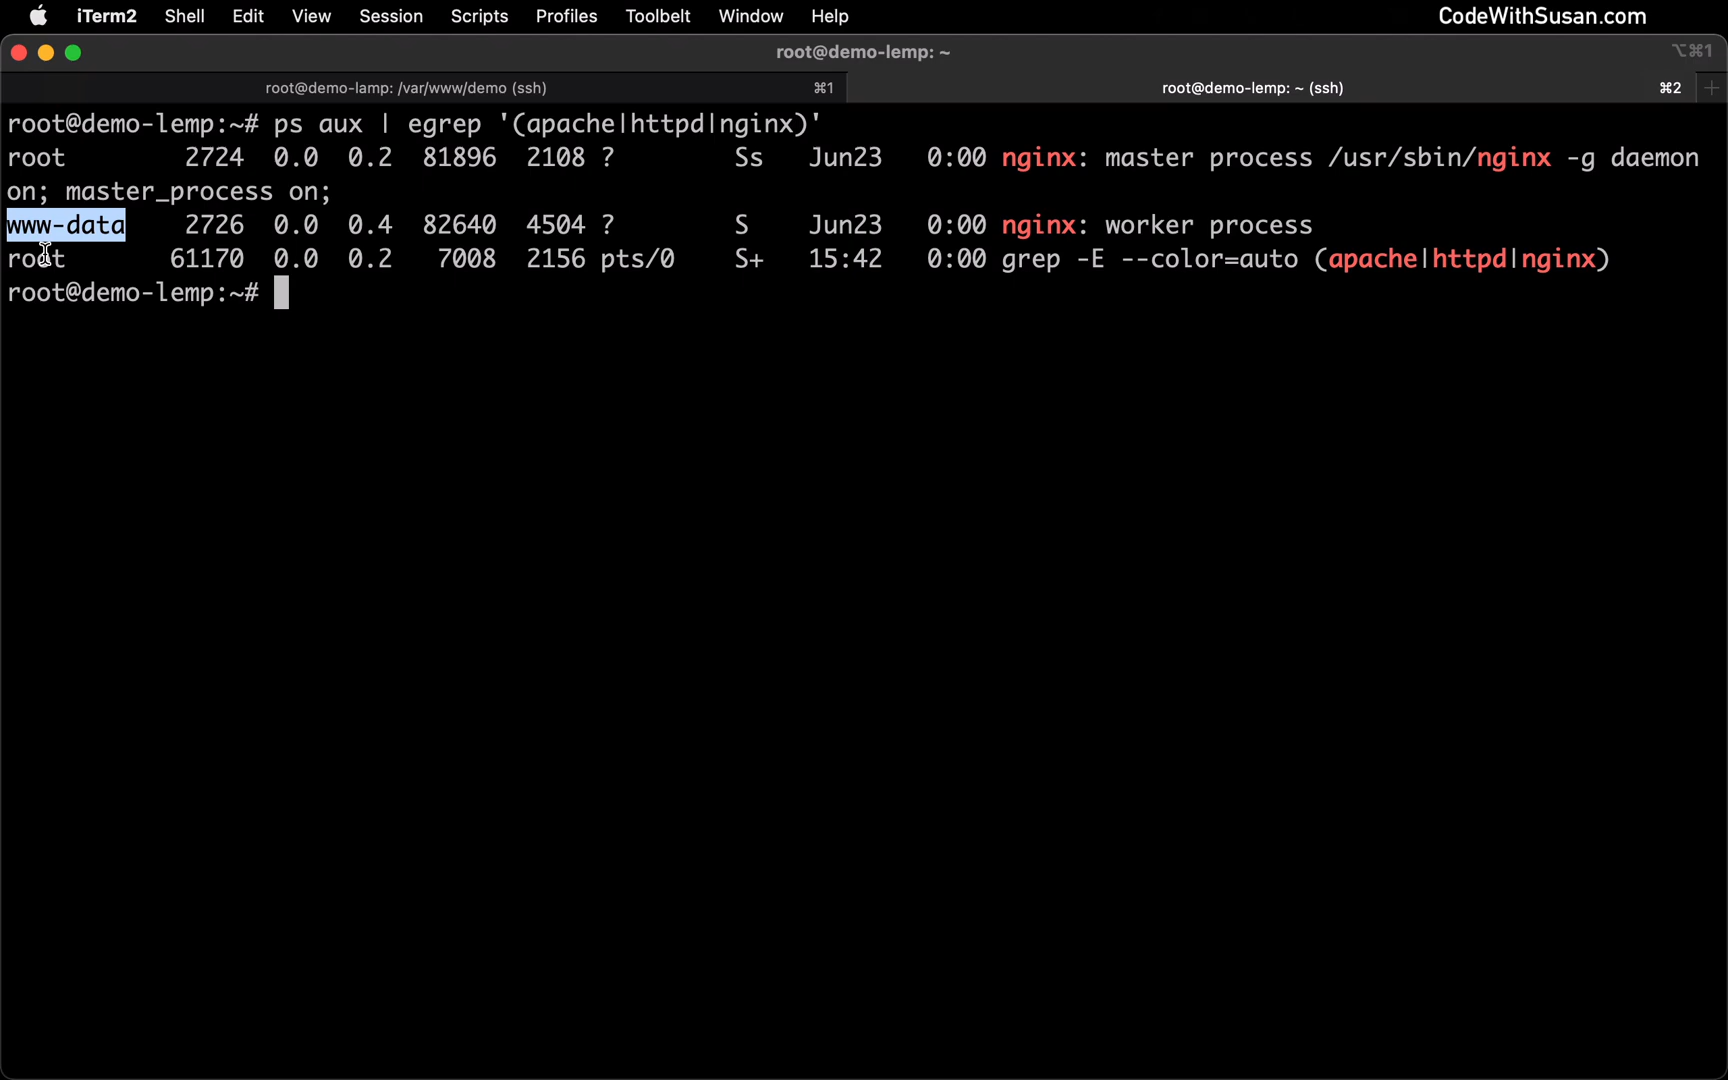 iTerm2 Shell Edit View Session Scripts Profiles Toolbelt Window Help CodeWithSusan.com
root@demo-lemp: ~ ⌥⌘1
root@demo-lamp: /var/www/demo (ssh) ⌘1 root@demo-lemp: ~ (ssh) ⌘2 +
root@demo-lemp:~# ps aux | egrep '(apache|httpd|nginx)'
root 2724 0.0 0.2 81896 2108 ? Ss Jun23 0:00 nginx: master process /usr/sbin/nginx -g daemon
on; master_process on;
www-data 2726 0.0 0.4 82640 4504 ? S Jun23 0:00 nginx: worker process
root 61170 0.0 0.2 7008 2156 pts/0 S+ 15:42 0:00 grep -E --color=auto (apache|httpd|nginx)
root@demo-lemp:~#